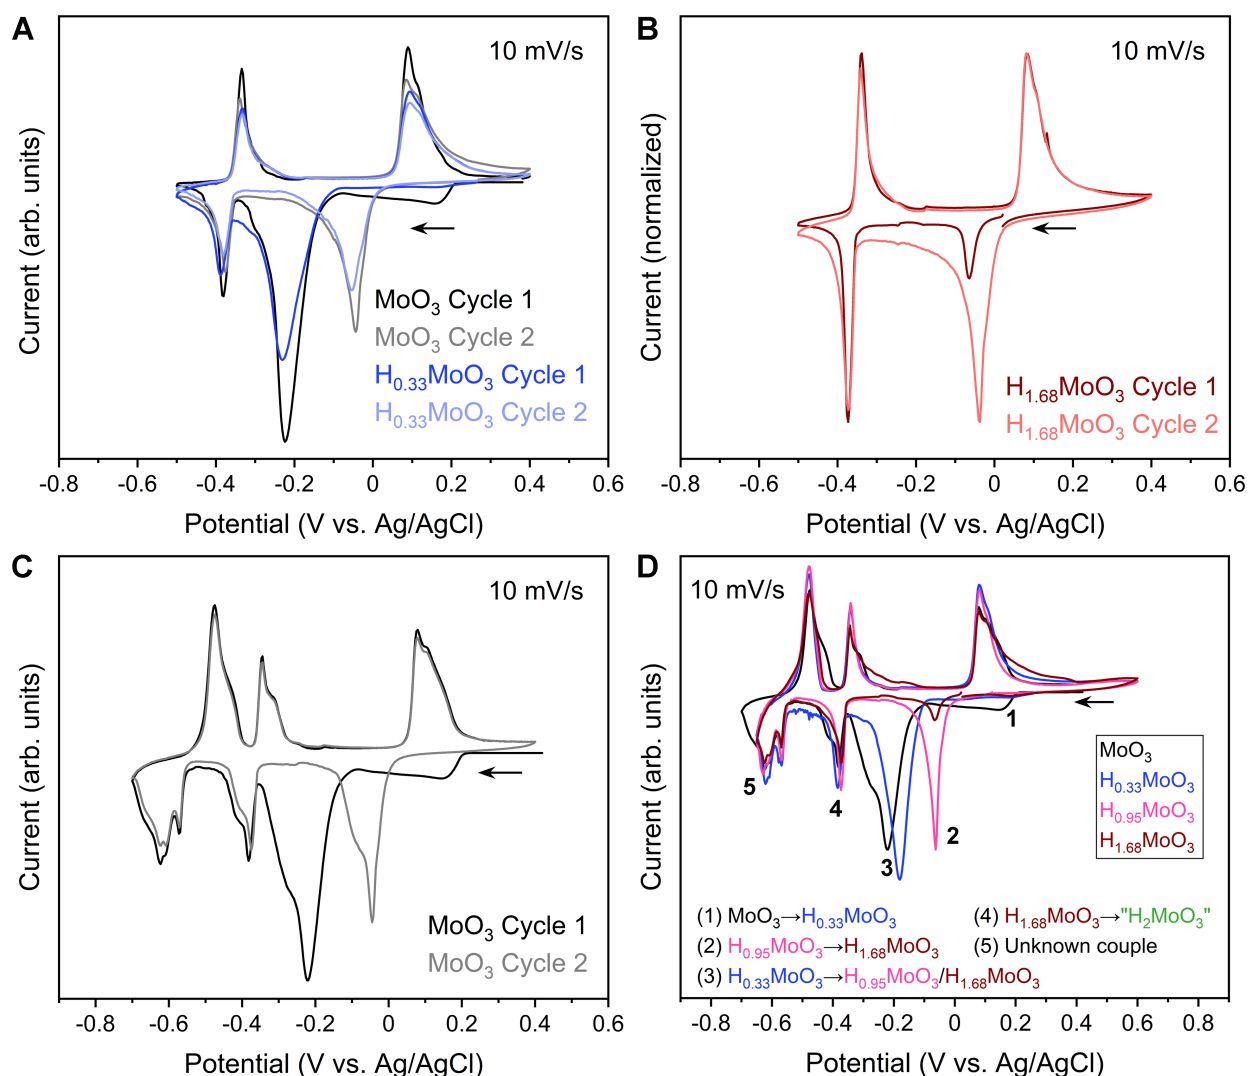 A
10 mV/s
Current (arb. units)
MoO₃ Cycle 1
MoO₃ Cycle 2
H₀.₃₃MoO₃ Cycle 1
H₀.₃₃MoO₃ Cycle 2
-0.8 -0.6 -0.4 -0.2 0 0.2 0.4 0.6
Potential (V vs. Ag/AgCl)
B
10 mV/s
Current (normalized)
H₁.₆₈MoO₃ Cycle 1
H₁.₆₈MoO₃ Cycle 2
-0.8 -0.6 -0.4 -0.2 0 0.2 0.4 0.6
Potential (V vs. Ag/AgCl)
C
10 mV/s
Current (arb. units)
MoO₃ Cycle 1
MoO₃ Cycle 2
-0.8 -0.6 -0.4 -0.2 0 0.2 0.4 0.6
Potential (V vs. Ag/AgCl)
D
10 mV/s
Current (arb. units)
1
2
3
4
5
MoO₃
H₀.₃₃MoO₃
H₀.₉₅MoO₃
H₁.₆₈MoO₃
(1) MoO₃→H₀.₃₃MoO₃
(2) H₀.₉₅MoO₃→H₁.₆₈MoO₃
(3) H₀.₃₃MoO₃→H₀.₉₅MoO₃/H₁.₆₈MoO₃
(4) H₁.₆₈MoO₃→"H₂MoO₃"
(5) Unknown couple
-0.8 -0.6 -0.4 -0.2 0 0.2 0.4 0.6 0.8
Potential (V vs. Ag/AgCl)